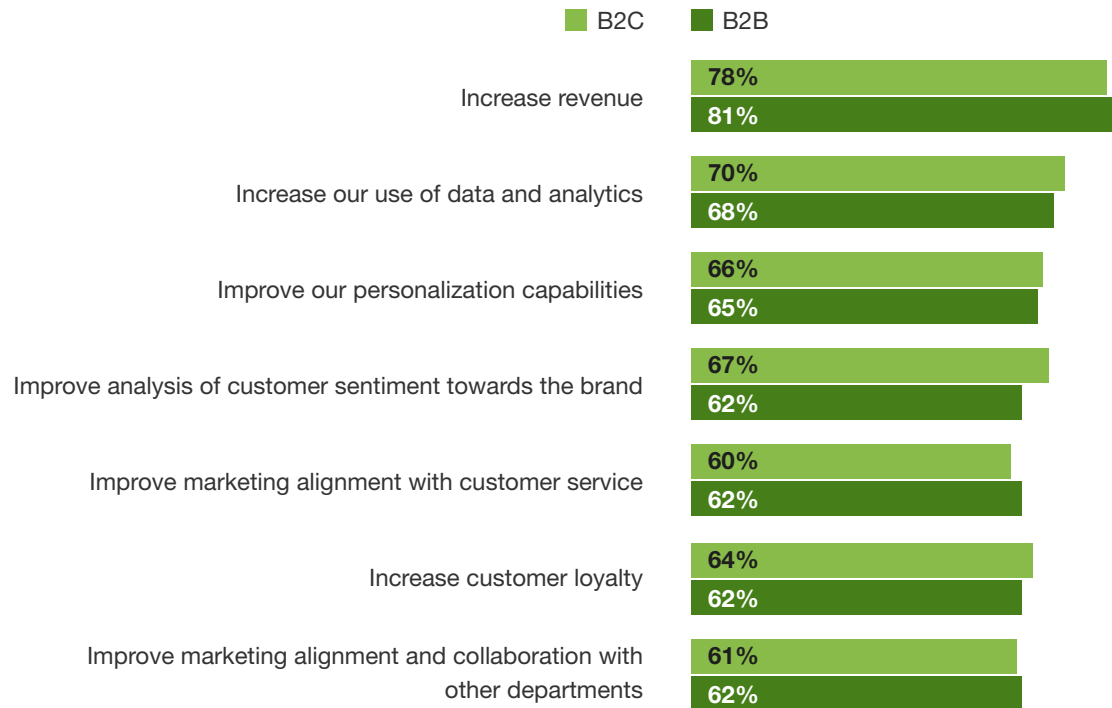 B2C B2B
Increase revenue
78%
81%
Increase our use of data and analytics
70%
68%
Improve our personalization capabilities
66%
65%
Improve analysis of customer sentiment towards the brand
67%
62%
Improve marketing alignment with customer service
60%
62%
Increase customer loyalty
64%
62%
Improve marketing alignment and collaboration with
other departments
61%
62%